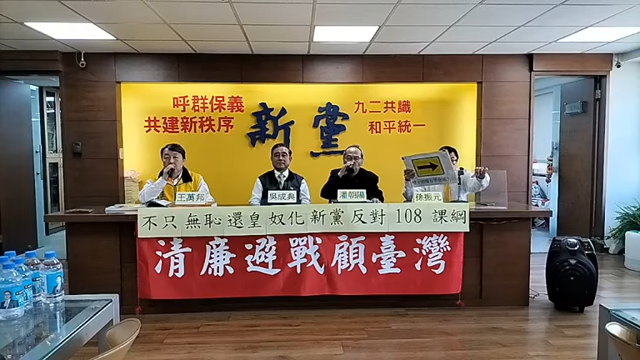 呼群保義
共建新秩序
新黨
九二共識
和平統一
王萬邦
吳成典
潘朝陽
徐振元
不只無恥還皇奴化新黨反對108課綱
清廉避戰顧臺灣